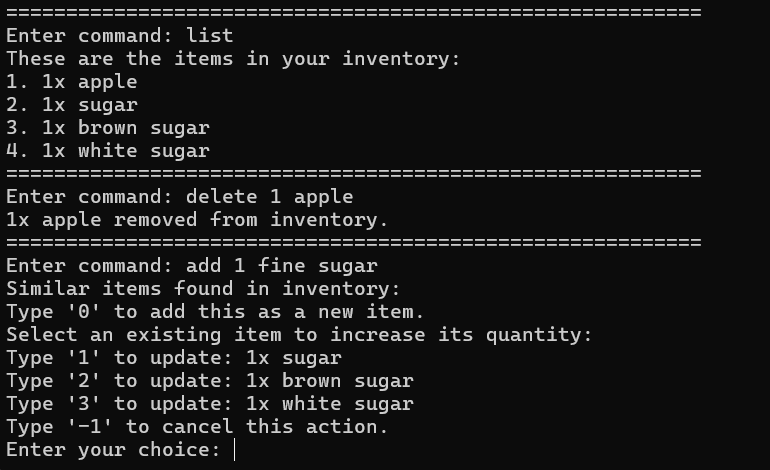 ==========================================================
Enter command: list
These are the items in your inventory:
1. 1x apple
2. 1x sugar
3. 1x brown sugar
4. 1x white sugar
==========================================================
Enter command: delete 1 apple
1x apple removed from inventory.
==========================================================
Enter command: add 1 fine sugar
Similar items found in inventory:
Type '0' to add this as a new item.
Select an existing item to increase its quantity:
Type '1' to update: 1x sugar
Type '2' to update: 1x brown sugar
Type '3' to update: 1x white sugar
Type '-1' to cancel this action.
Enter your choice: